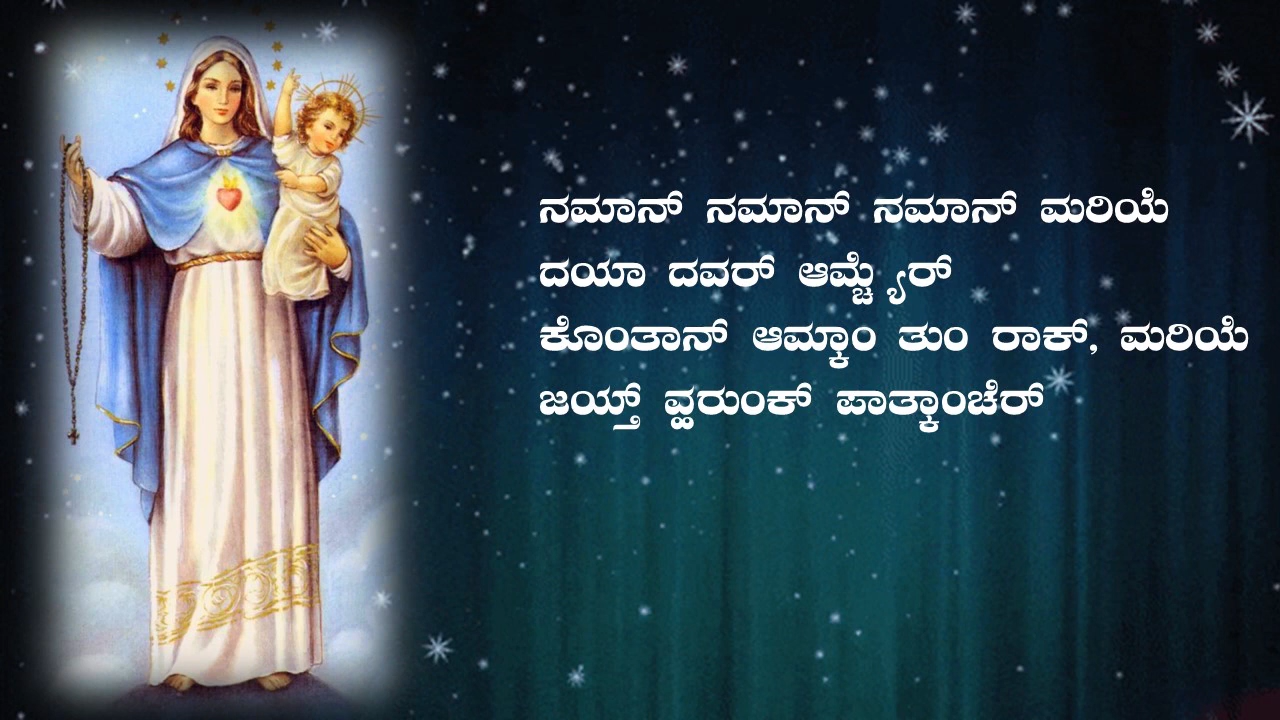 ನಮಾನ್ ನಮಾನ್ ನಮಾನ್ ಮರಿಯೆ
ದಯಾ ದವರ್ ಆಮ್ಚ್ಯೆರ್
ಕೊಂತಾನ್ ಆಮ್ಕಾಂ ತುಂ ರಾಕ್, ಮರಿಯೆ
ಜಯ್ತ್ ವ್ಹರುಂಕ್ ಪಾತ್ಕಾಂಚೆರ್